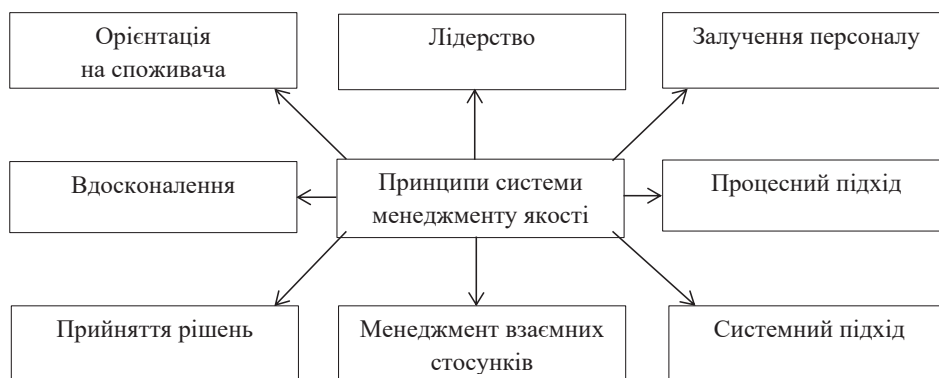 Орієнтація
на споживача
Лідерство
Залучення персоналу
Вдосконалення
Принципи системи
менеджменту якості
Процесний підхід
Прийняття рішень
Менеджмент взаємних
стосунків
Системний підхід